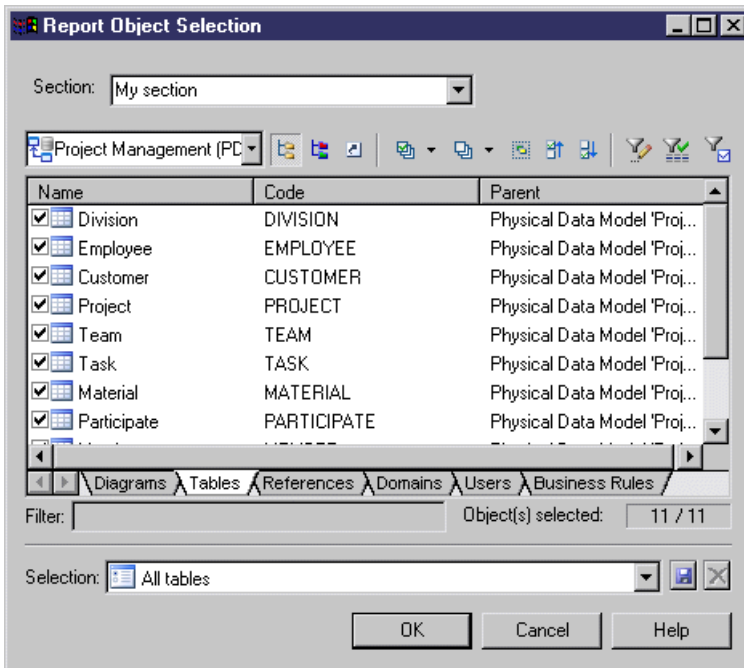 Report Object Selection
Section: My section
Project Management (PD
Name Code Parent
Division DIVISION Physical Data Model 'Proj...
Employee EMPLOYEE Physical Data Model 'Proj...
Customer CUSTOMER Physical Data Model 'Proj...
Project PROJECT Physical Data Model 'Proj...
Team TEAM Physical Data Model 'Proj...
Task TASK Physical Data Model 'Proj...
Material MATERIAL Physical Data Model 'Proj...
Participate PARTICIPATE Physical Data Model 'Proj...
Diagrams Tables References Domains Users Business Rules
Filter: Object(s) selected: 11 / 11
Selection: All tables
OK Cancel Help